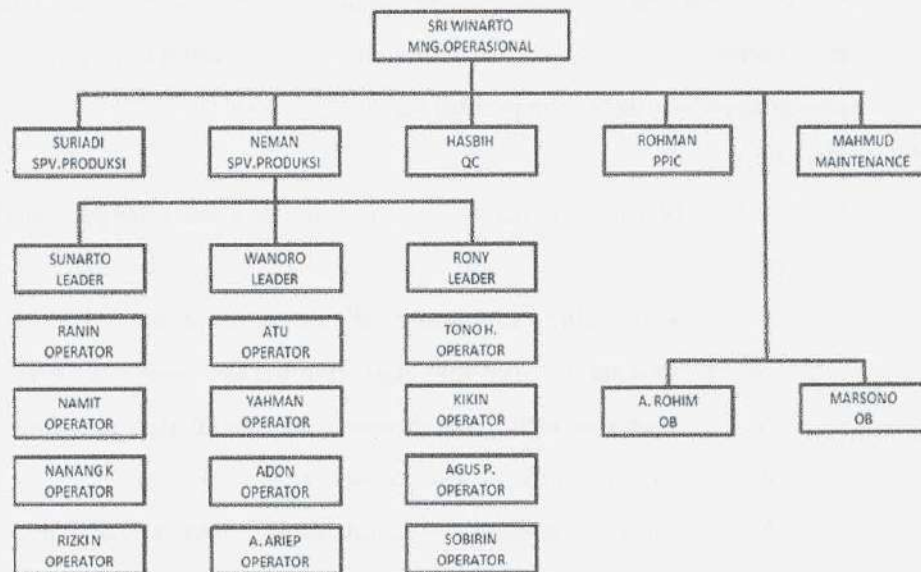 SRI WINARTO
MNG.OPERASIONAL
SURIADI
SPV.PRODUKSI
NEMAN
SPV.PRODUKSI
HASBIH
QC
ROHMAN
PPIC
MAHMUD
MAINTENANCE
SUNARTO
LEADER
WANORO
LEADER
RONY
LEADER
RANIN
OPERATOR
ATU
OPERATOR
TONO H.
OPERATOR
NAMIT
OPERATOR
YAHMAN
OPERATOR
KIKIN
OPERATOR
A. ROHIM
OB
MARSONO
OB
NANANG K
OPERATOR
ADON
OPERATOR
AGUS P.
OPERATOR
RIZKI N
OPERATOR
A. ARIEP
OPERATOR
SOBIRIN
OPERATOR